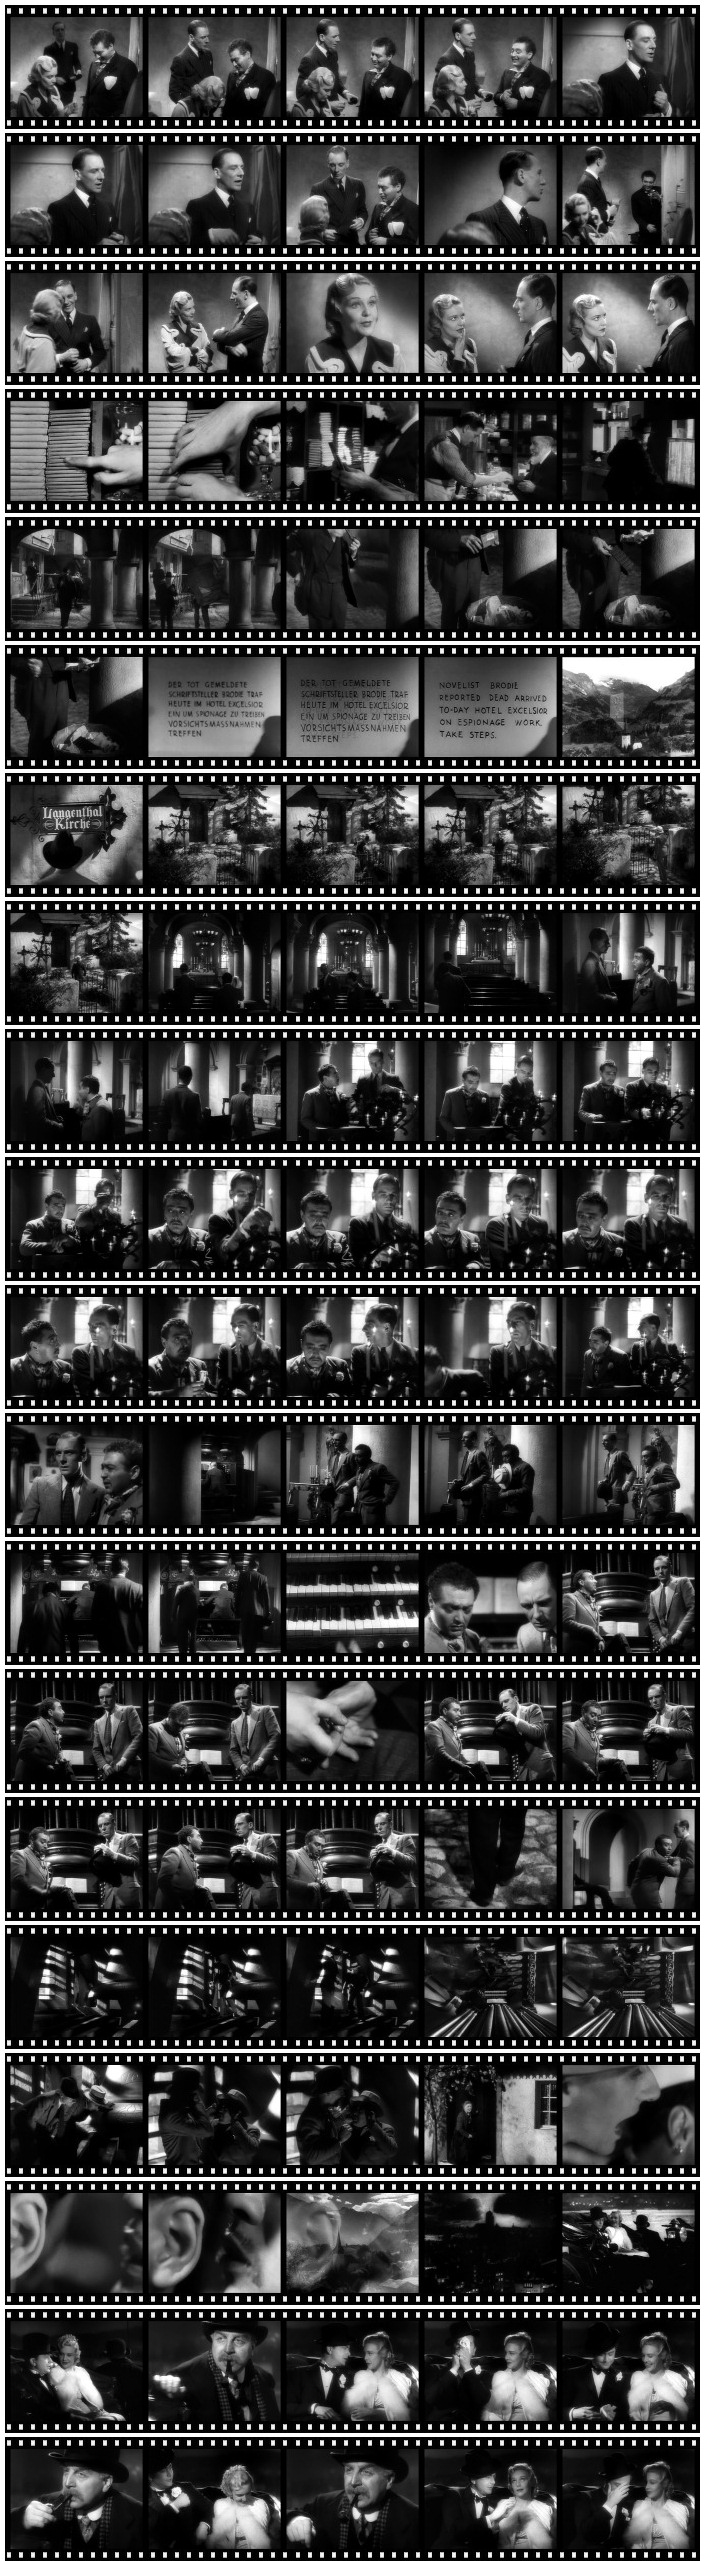 DER TOT GEMELDETE
SCHRIFTSTELLER BRODIE TRAF
HEUTE IM HOTEL EXCELSIOR
EIN UM SPIONAGE ZU TREIBEN
VORSICHTSMASSNAHMEN
TREFFEN
DER TOT GEMELDETE
SCHRIFTSTELLER BRODIE TRAF
HEUTE IM HOTEL EXCELSIOR
EIN UM SPIONAGE ZU TREIBEN
VORSICHTSMASSNAHMEN
TREFFEN
NOVELIST BRODIE
REPORTED DEAD ARRIVED
TO-DAY HOTEL EXCELSIOR
ON ESPIONAGE WORK.
TAKE STEPS.
Langenthal
Kirche